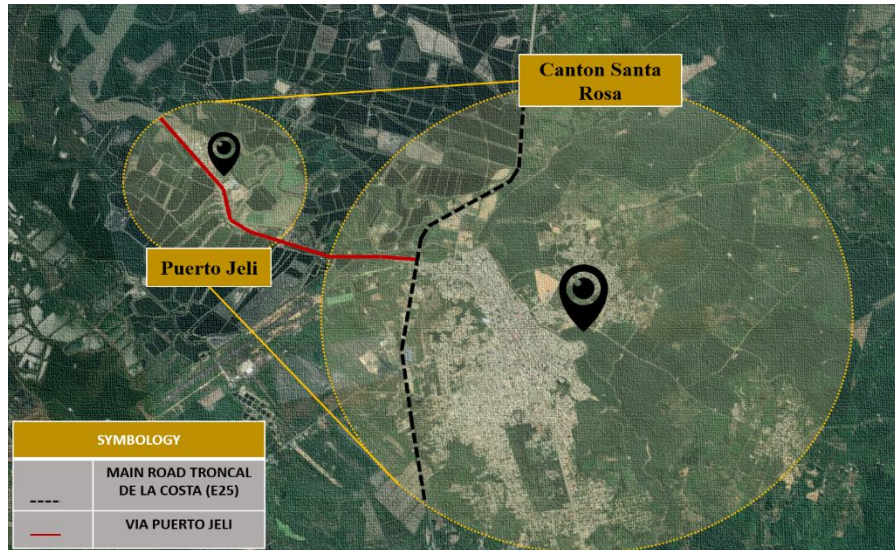 Canton Santa
Rosa
Puerto Jeli
SYMBOLOGY
MAIN ROAD TRONCAL
DE LA COSTA (E25)
VIA PUERTO JELI